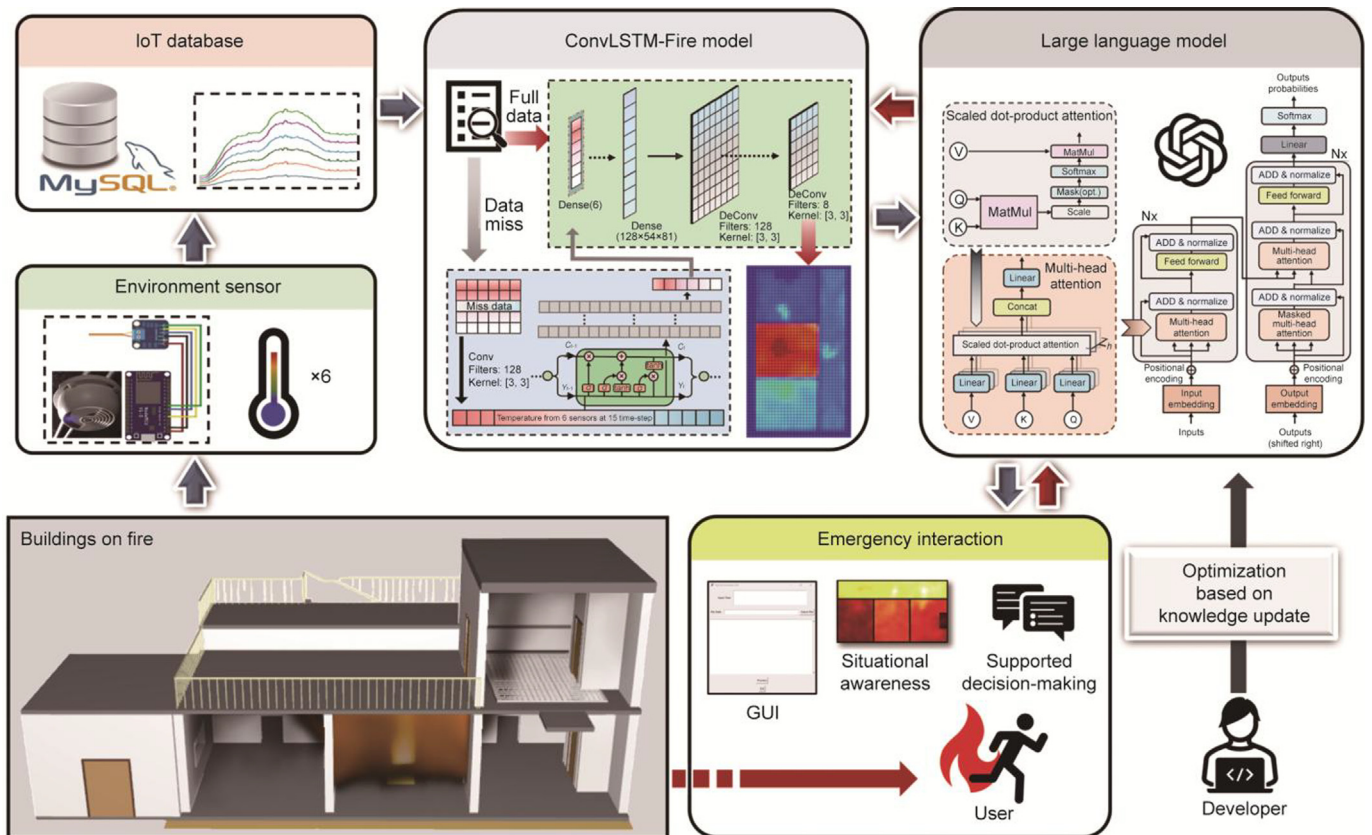 IoT database
MySQL®
Environment sensor
×6
ConvLSTM-Fire model
Full
data
Data
miss
Dense(6)
Dense
(128×54×81)
DeConv
Filters: 128
Kernel: [3, 3]
DeConv
Filters: 8
Kernel: [3, 3]
Miss data
Conv
Filters: 128
Kernel: [3, 3]
Temperature from 6 sensors at 15 time-step
Large language model
Scaled dot-product attention
V
Q
K
MatMul
Scale
Mask(opt.)
Softmax
MatMul
Multi-head
attention
Linear
Concat
Scaled dot-product attention
h
Linear
Linear
Linear
V
K
Q
Nx
ADD & normalize
Feed forward
ADD & normalize
Multi-head
attention
Positional
encoding
Input
embedding
Inputs
Outputs
probabilities
Softmax
Linear
Nx
ADD & normalize
Feed forward
ADD & normalize
Multi-head
attention
ADD & normalize
Masked
multi-head
attention
Positional
encoding
Output
embedding
Outputs
(shifted right)
Buildings on fire
Emergency interaction
GUI
Situational
awareness
Supported
decision-making
User
Optimization
based on
knowledge update
</>
Developer